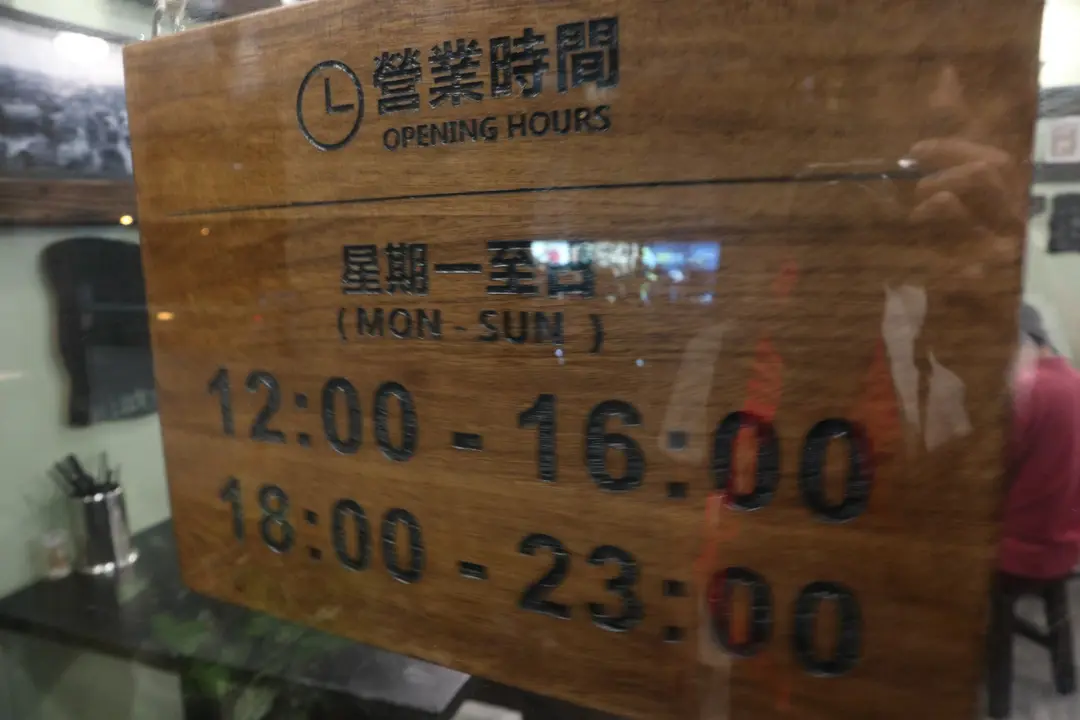 營業時間
OPENING HOURS
星期一至日
(MON - SUN )
12:00 - 16:00
18:00 - 23:00